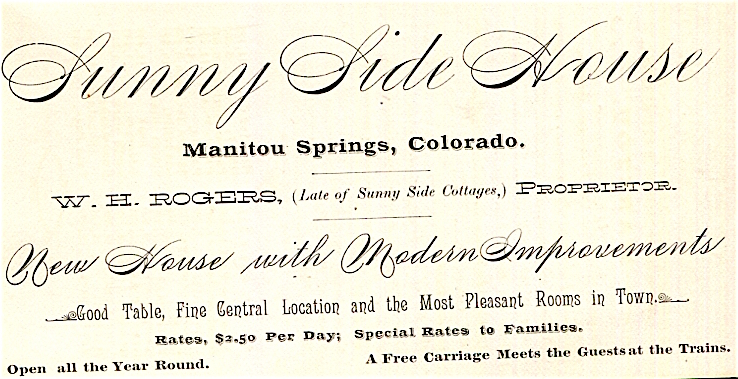 Sunny Side House
Manitou Springs, Colorado.
W. H. ROGERS, (Late of Sunny Side Cottages,) PROPRIETOR.
New House with Modern Improvements
Good Table, Fine Central Location and the Most Pleasant Rooms in Town.
Rates, $2.50 Per Day; Special Rates to Families.
Open all the Year Round.
A Free Carriage Meets the Guests at the Trains.